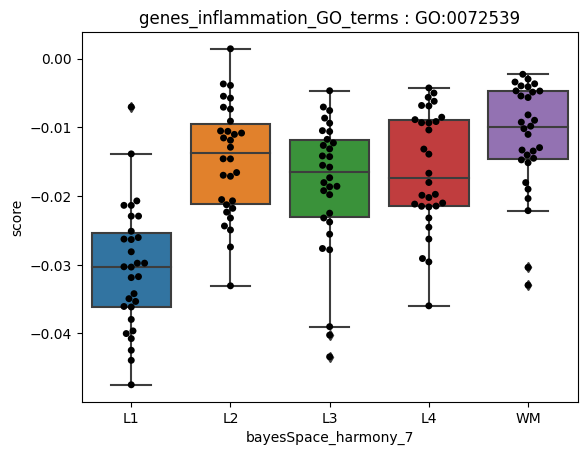 genes_inflammation_GO_terms : GO:0072539
score
0.00
−0.01
−0.02
−0.03
−0.04
L1 L2 L3 L4 WM
bayesSpace_harmony_7